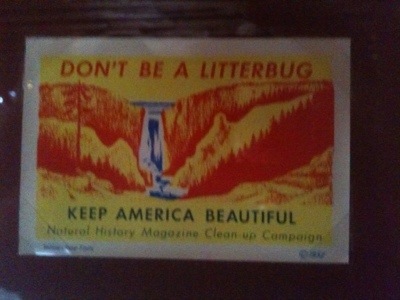 DON'T BE A LITTERBUG
KEEP AMERICA BEAUTIFUL
Natural History Magazine Clean-up Campaign